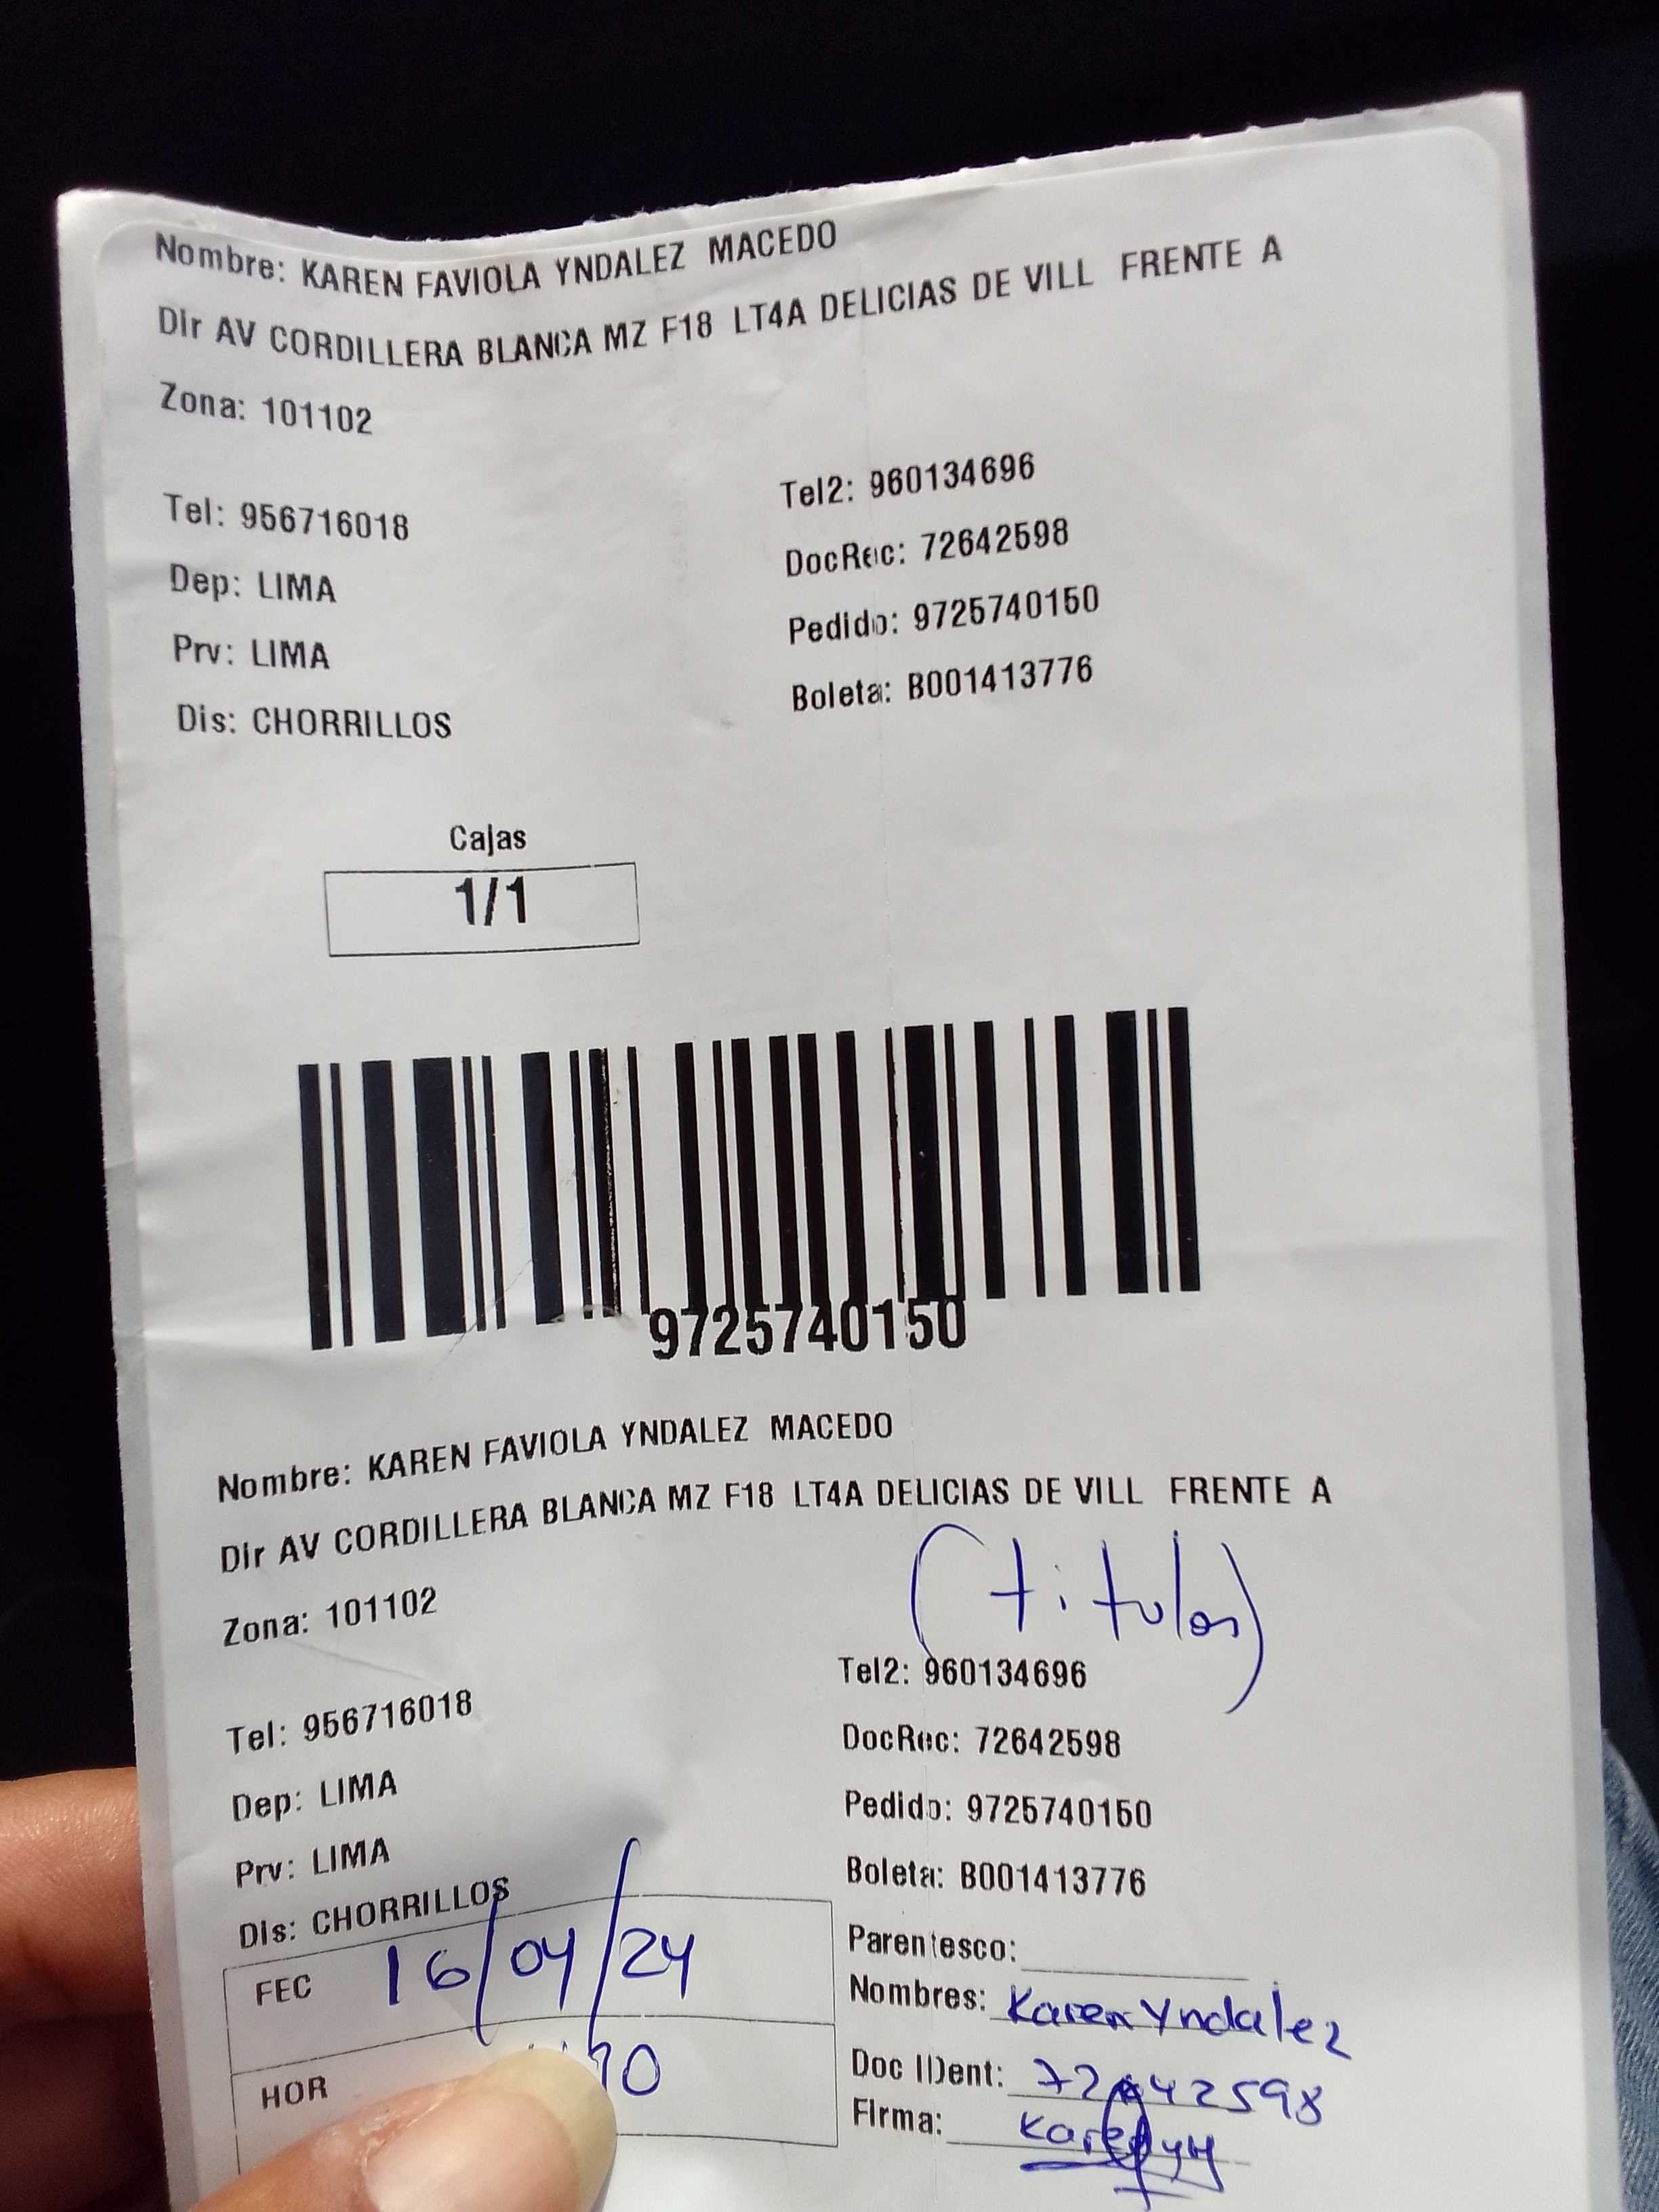 Nombre: KAREN FAVIOLA YNDALEZ MACEDO
Dir AV CORDILLERA BLANCA MZ F18 LT4A DELICIAS DE VILL FRENTE A
Zona: 101102
Tel: 956716018 Tel2: 960134696
Dep: LIMA DocRec: 72642598
Prv: LIMA Pedido: 9725740150
Dis: CHORRILLOS Boleta: B001413776
Cajas
1/1
9725740150
Nombre: KAREN FAVIOLA YNDALEZ MACEDO
Dir AV CORDILLERA BLANCA MZ F18 LT4A DELICIAS DE VILL FRENTE A
(titular)
Zona: 101102
Tel: 956716018 Tel2: 960134696
Dep: LIMA DocRec: 72642598
Prv: LIMA Pedido: 9725740150
Dis: CHORRILLOS Boleta: B001413776
FEC 16/04/24 Parentesco:
Nombres: Karen Yndalez
HOR Doc IDent: 72642598
Firma: Karen